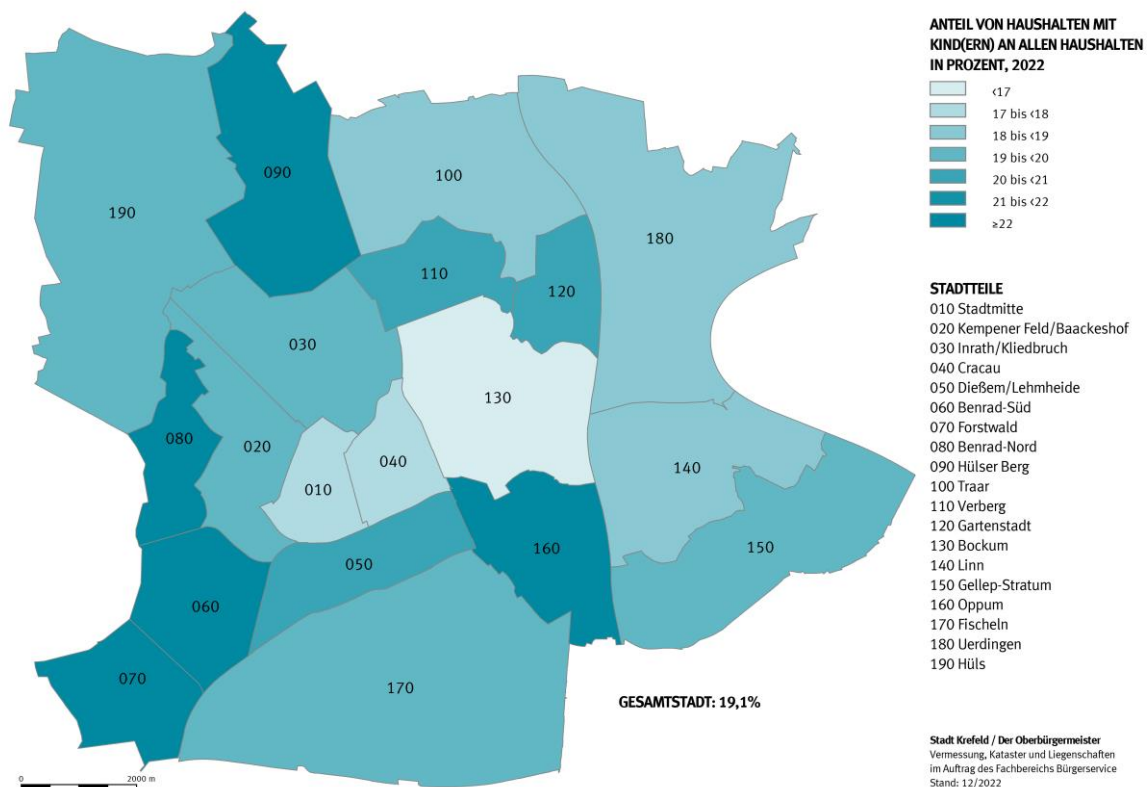 ANTEIL VON HAUSHALTEN MIT
KIND(ERN) AN ALLEN HAUSHALTEN
IN PROZENT, 2022
<17
17 bis <18
18 bis <19
19 bis <20
20 bis <21
21 bis <22
≥22
090
100
190
180
110
120
030
130
080
020
040
140
010
150
050
160
060
070
170
STADTTEILE
010 Stadtmitte
020 Kempener Feld/Baackeshof
030 Inrath/Kliedbruch
040 Cracau
050 Dießem/Lehmheide
060 Benrad-Süd
070 Forstwald
080 Benrad-Nord
090 Hülser Berg
100 Traar
110 Verberg
120 Gartenstadt
130 Bockum
140 Linn
150 Gellep-Stratum
160 Oppum
170 Fischeln
180 Uerdingen
190 Hüls
GESAMTSTADT: 19,1%
0 2000 m
Stadt Krefeld / Der Oberbürgermeister
Vermessung, Kataster und Liegenschaften
im Auftrag des Fachbereichs Bürgerservice
Stand: 12/2022